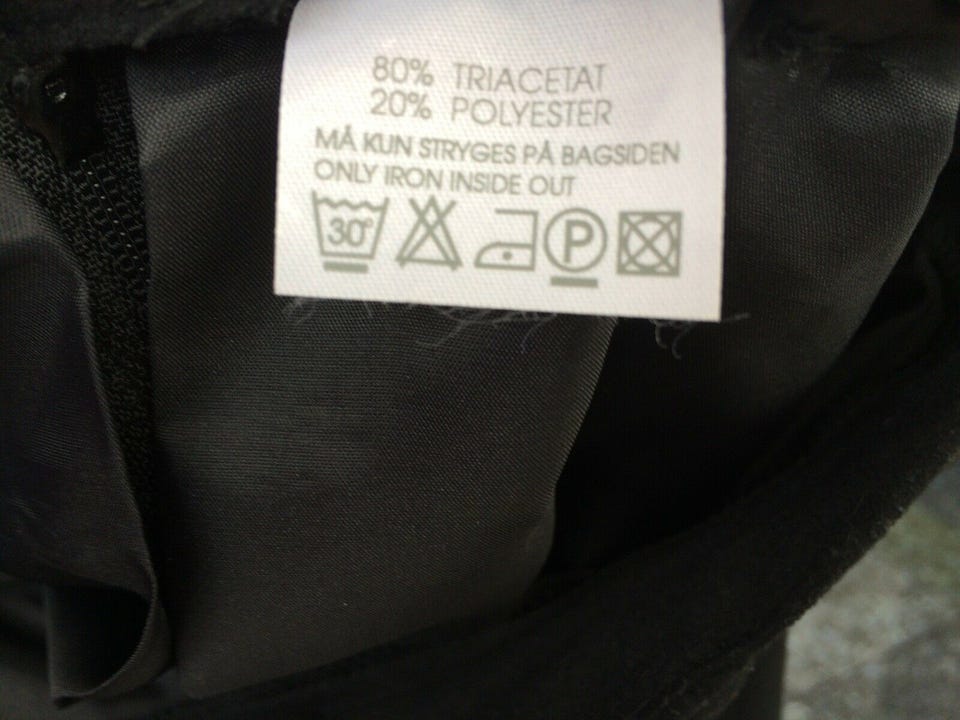 80% TRIACETAT
20% POLYESTER
MÅ KUN STRYGES PÅ BAGSIDEN
ONLY IRON INSIDE OUT
30° P